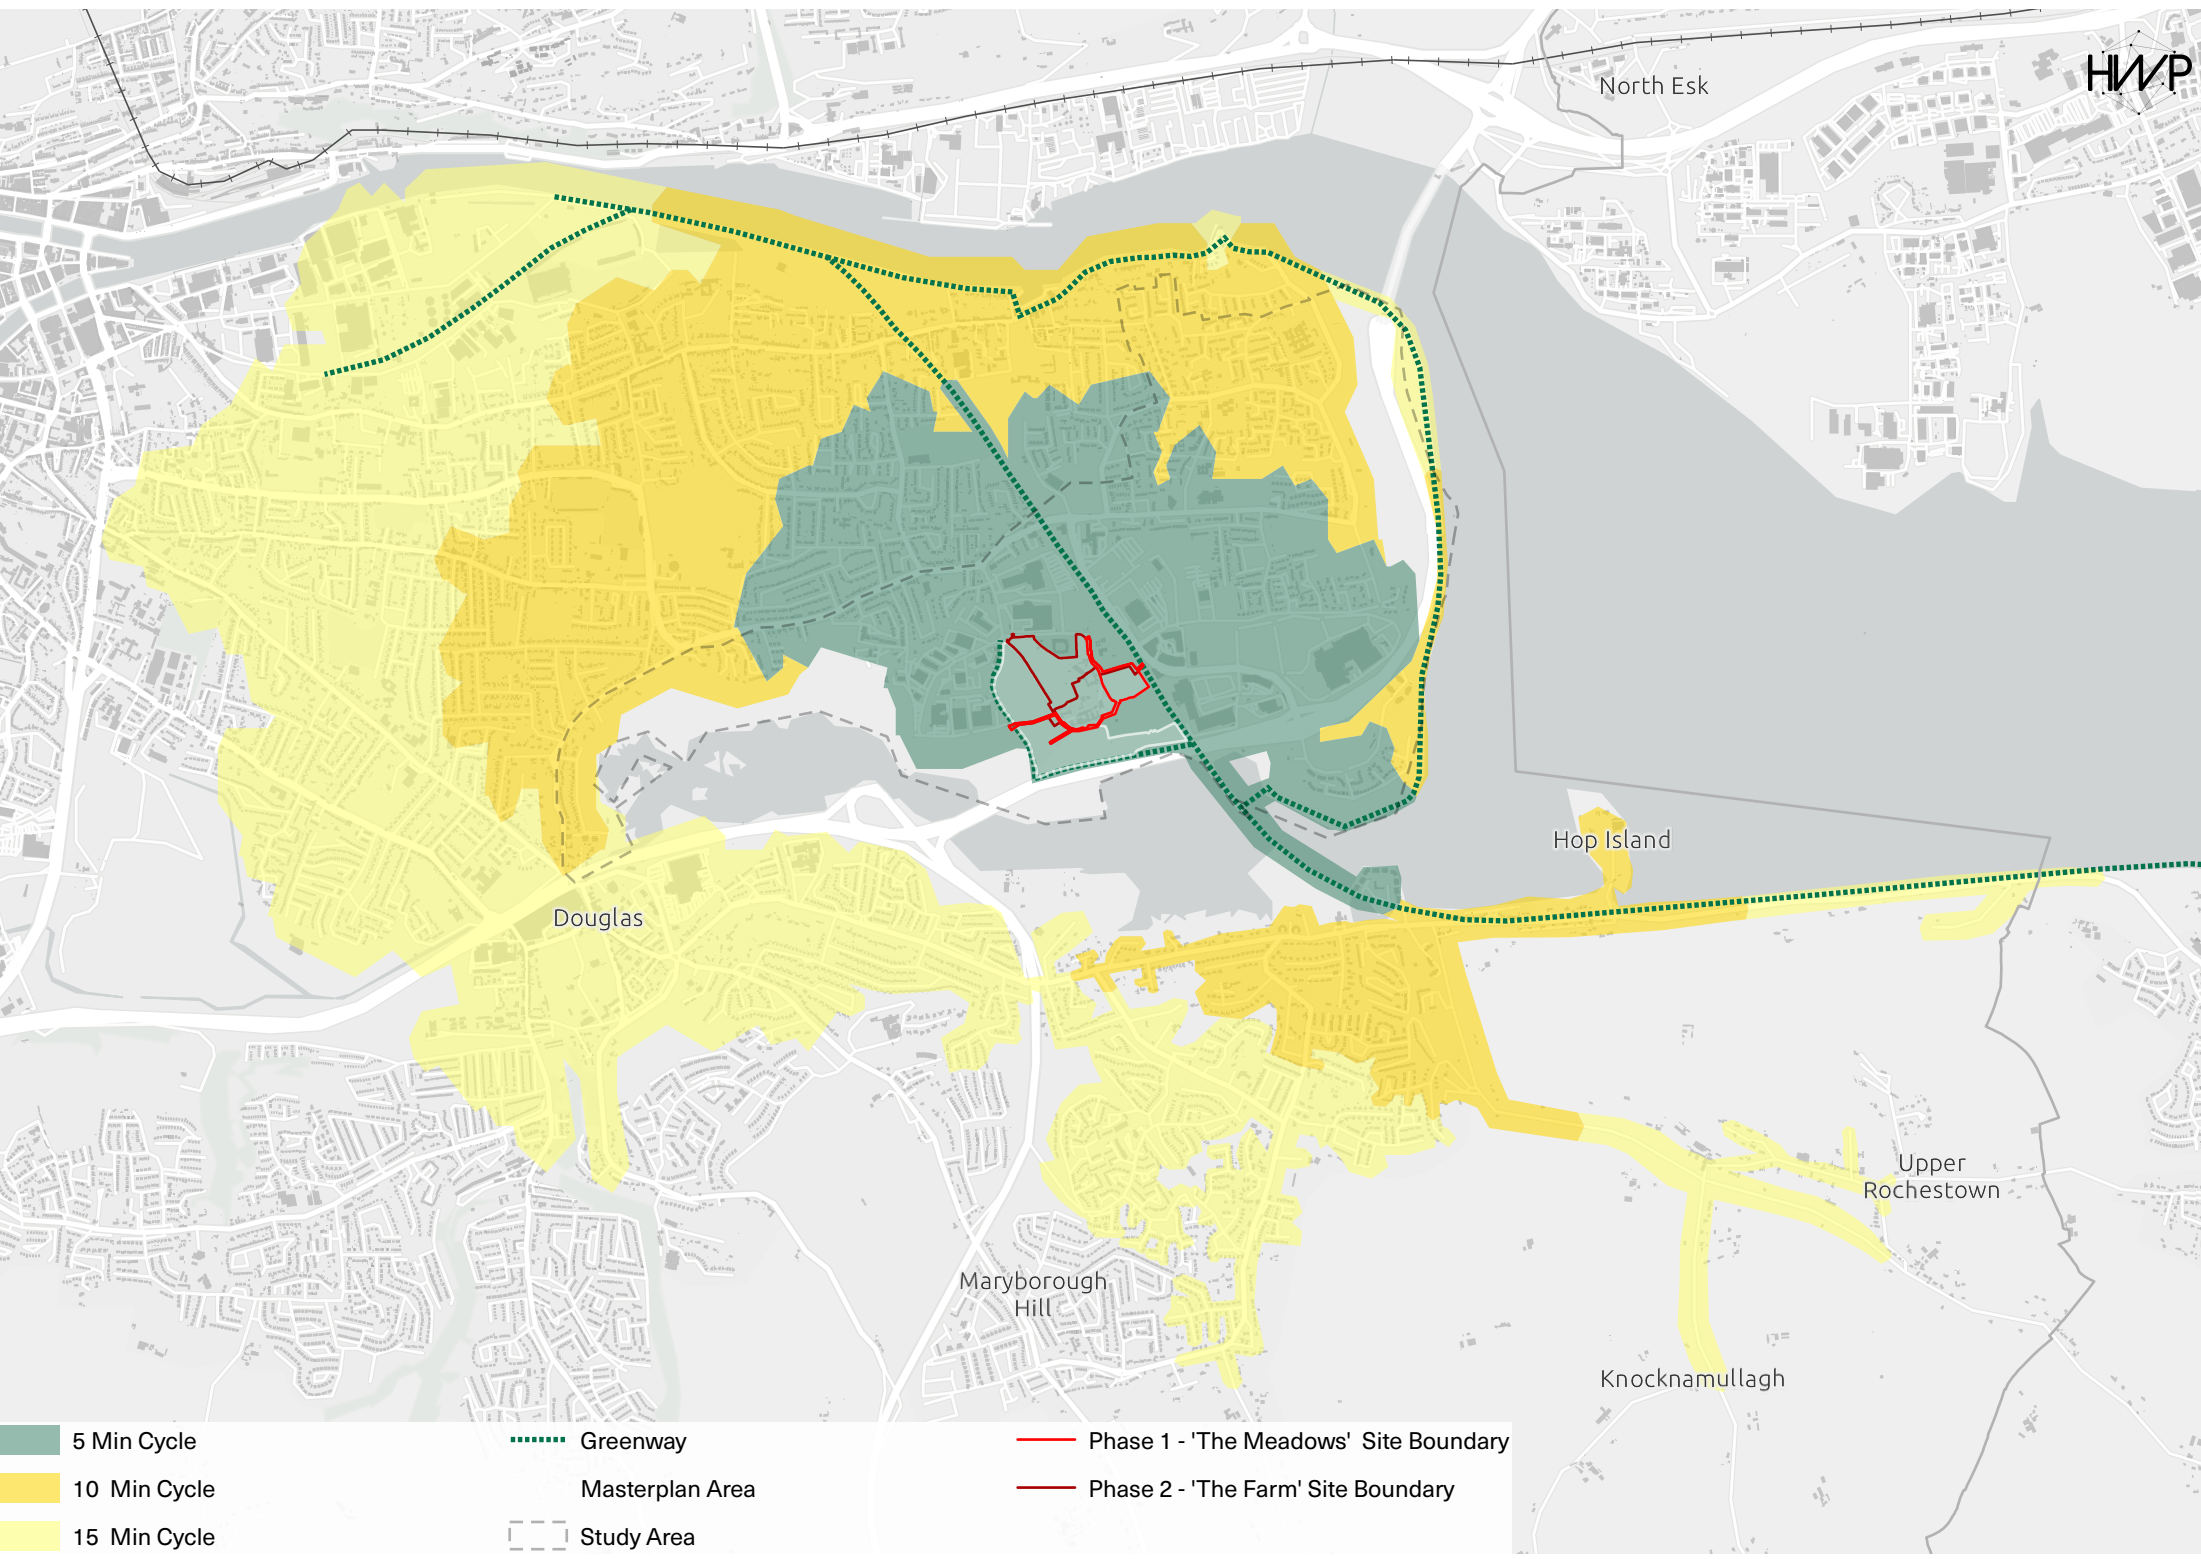 North Esk
HWP
Hop Island
Douglas
Upper
Rochestown
Maryborough
Hill
Knocknamullagh
5 Min Cycle
Greenway
Phase 1 - 'The Meadows' Site Boundary
10 Min Cycle
Masterplan Area
Phase 2 - 'The Farm' Site Boundary
15 Min Cycle
Study Area